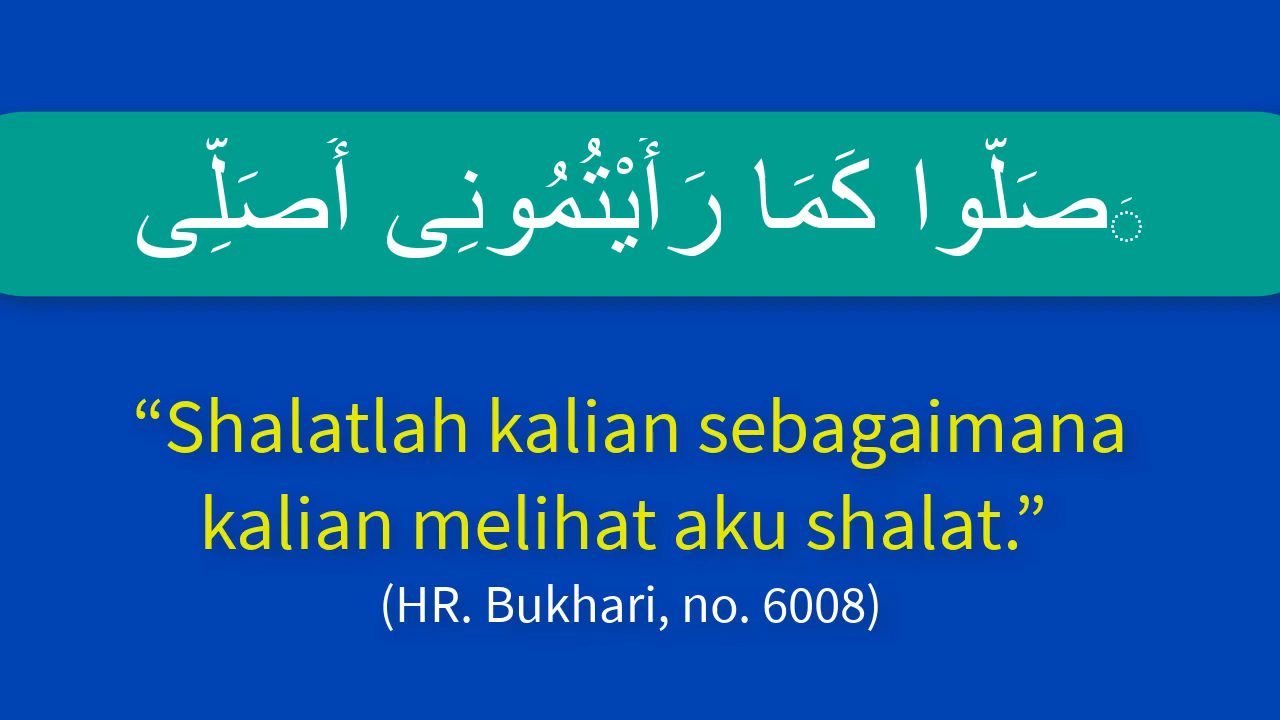 َصَلّوا كَمَا رَأَيْتُمُونِى أَصَلِّى
“Shalatlah kalian sebagaimana
kalian melihat aku shalat.”
(HR. Bukhari, no. 6008)